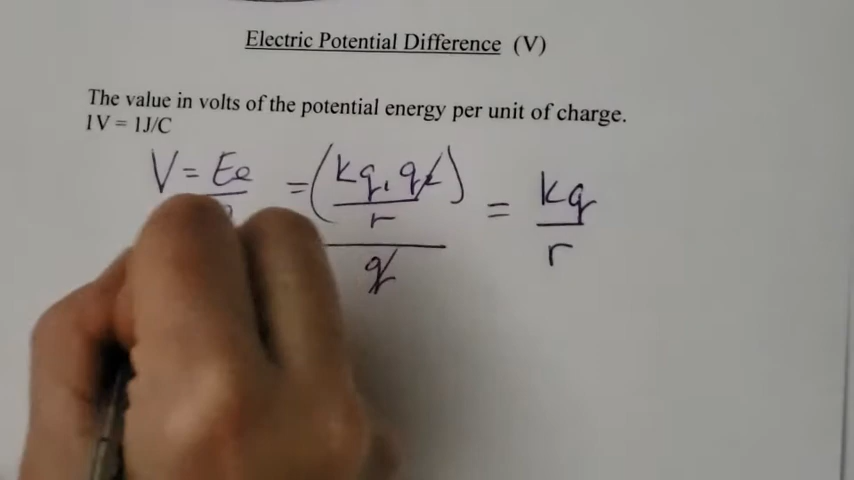 Electric Potential Difference (V)
The value in volts of the potential energy per unit of charge.
1V = 1J/C
V = Ee = (kq₁q₂/r)/q = kq/r